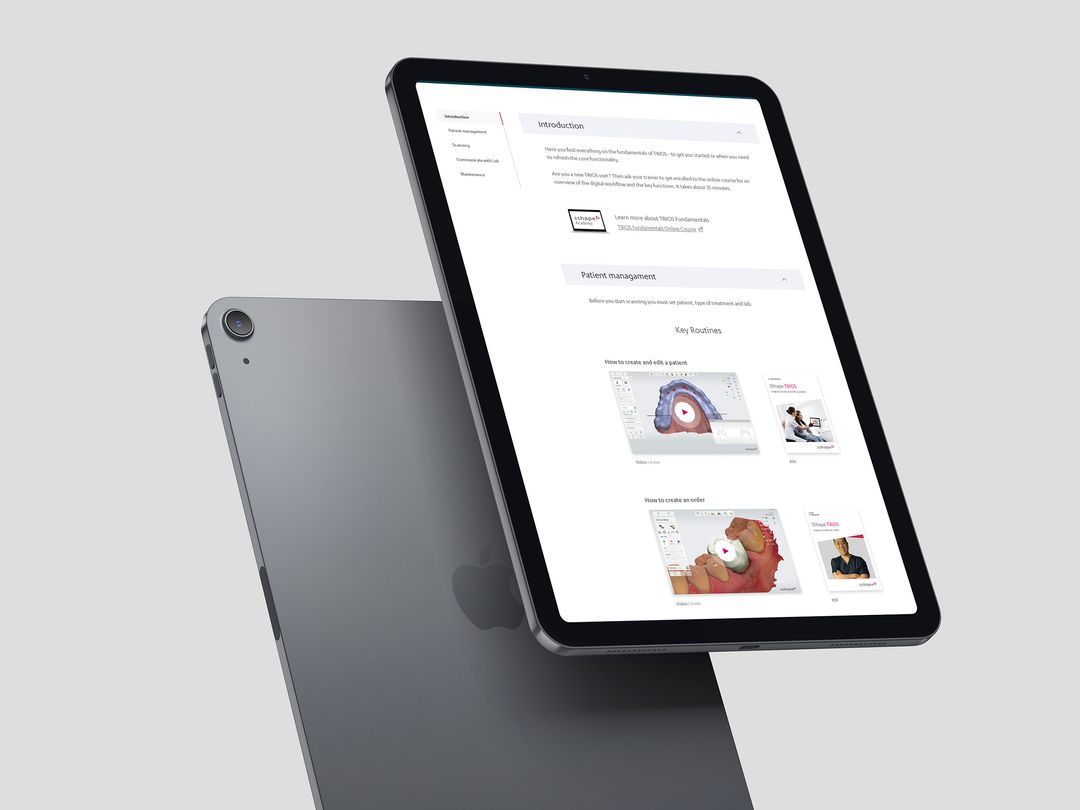 Introduction
Patient management
Scanning
Communicate with Lab
Maintenance
Introduction
Here you find everything on the fundamentals of TRIOS - to get you started or when you need
to refresh the core functionality.
Are you a new TRIOS user? Then ask your trainer to get enrolled to the online course for an
overview of the digital workflow and the key functions. It takes about 35 minutes.
3shape
Academy
Learn more about TRIOS Fundamentals
TRIOS Fundamentals Online Course
Patient managament
Before you start scanning you must set patient, type of treatment and lab.
Key Routines
How to create and edit a patient
3Shape TRIOS
3shape
3shape
Video | 6 min
PDF
How to create an order
3Shape TRIOS
3shape
3shape
Video | 6 min
PDF